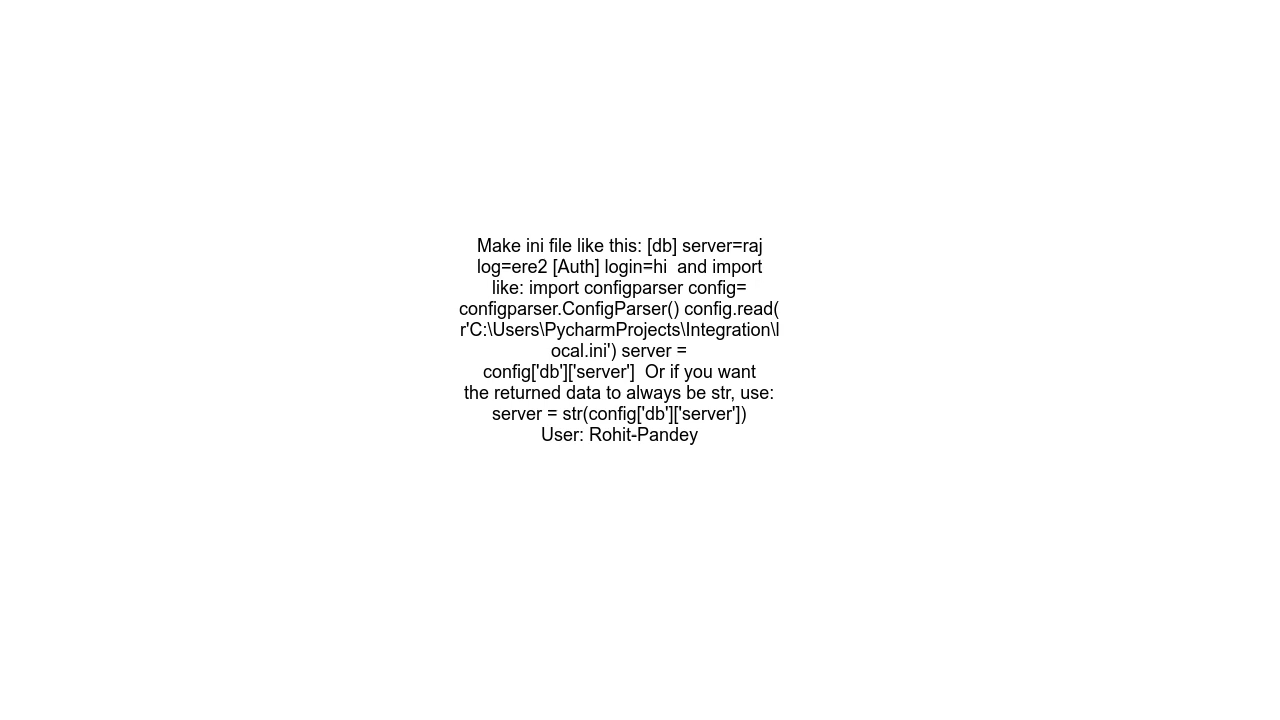 Make ini file like this: [db] server=raj
log=ere2 [Auth] login=hi  and import
like: import configparser config=
configparser.ConfigParser() config.read(
r'C:\Users\PycharmProjects\Integration\l
ocal.ini') server =
config['db']['server']  Or if you want
the returned data to always be str, use:
server = str(config['db']['server'])
User: Rohit-Pandey